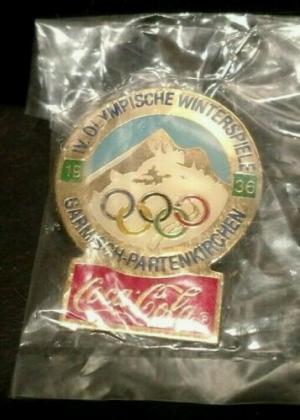 IV. OLYMPISCHE WINTERSPIELE
19 36
GARMISCH-PARTENKIRCHEN
Coca-Cola ®